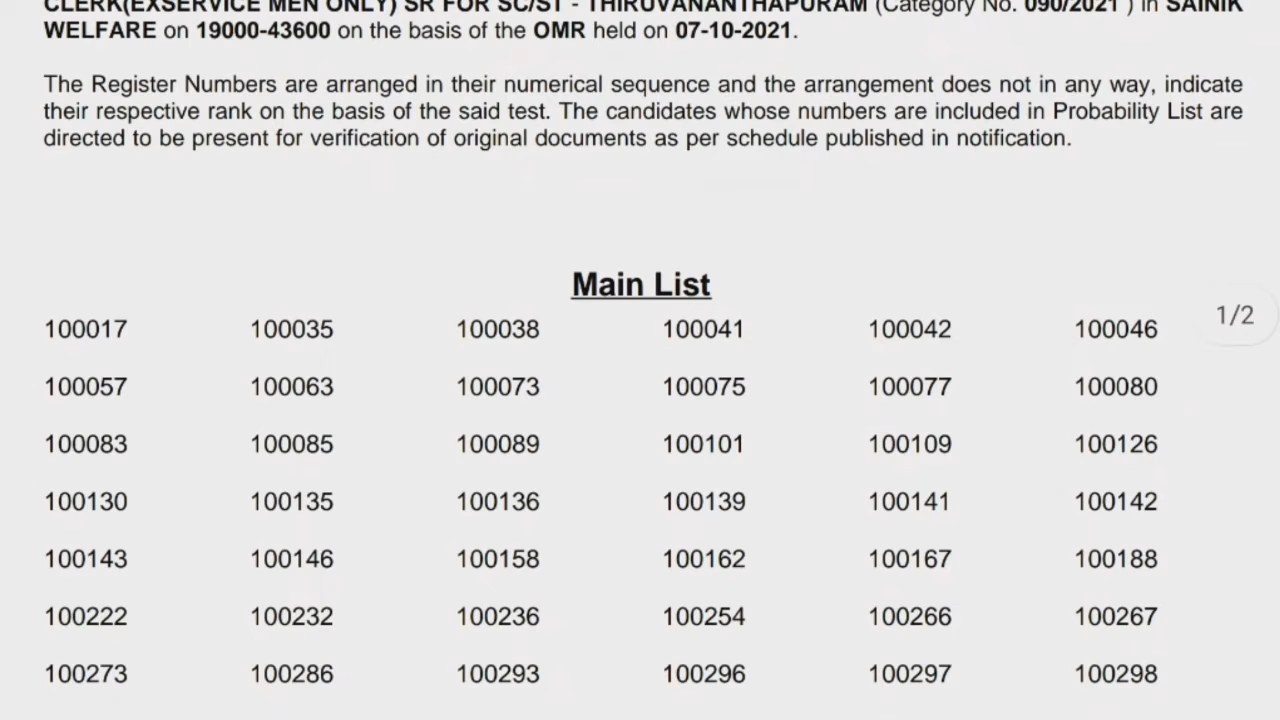 CLERK(EXSERVICE MEN ONLY) SR FOR SC/ST - THIRUVANANTHAPURAM (Category No. 090/2021 ) in SAINIK
WELFARE on 19000-43600 on the basis of the OMR held on 07-10-2021.
The Register Numbers are arranged in their numerical sequence and the arrangement does not in any way, indicate
their respective rank on the basis of the said test. The candidates whose numbers are included in Probability List are
directed to be present for verification of original documents as per schedule published in notification.
Main List
100017 100035 100038 100041 100042 100046
1/2
100057 100063 100073 100075 100077 100080
100083 100085 100089 100101 100109 100126
100130 100135 100136 100139 100141 100142
100143 100146 100158 100162 100167 100188
100222 100232 100236 100254 100266 100267
100273 100286 100293 100296 100297 100298